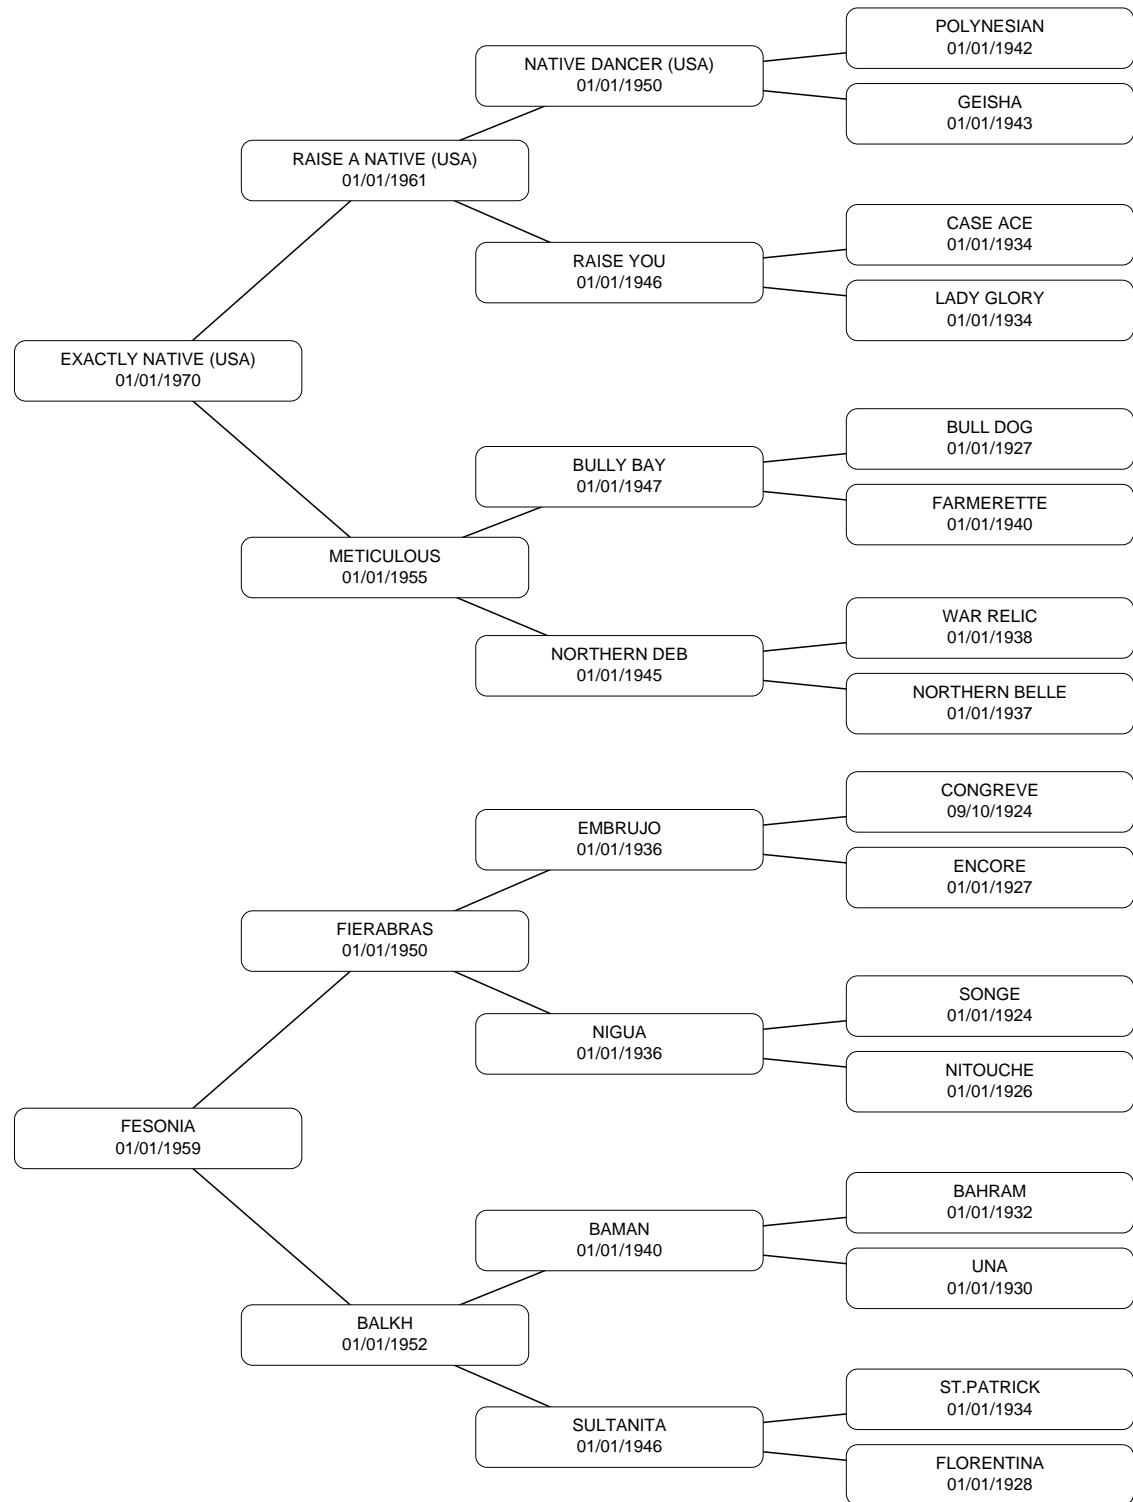 POLYNESIAN
01/01/1942
NATIVE DANCER (USA)
01/01/1950
GEISHA
01/01/1943
RAISE A NATIVE (USA)
01/01/1961
CASE ACE
01/01/1934
RAISE YOU
01/01/1946
LADY GLORY
01/01/1934
EXACTLY NATIVE (USA)
01/01/1970
BULL DOG
01/01/1927
BULLY BAY
01/01/1947
FARMERETTE
01/01/1940
METICULOUS
01/01/1955
WAR RELIC
01/01/1938
NORTHERN DEB
01/01/1945
NORTHERN BELLE
01/01/1937
CONGREVE
09/10/1924
EMBRUJO
01/01/1936
ENCORE
01/01/1927
FIERABRAS
01/01/1950
SONGE
01/01/1924
NIGUA
01/01/1936
NITOUCHE
01/01/1926
FESONIA
01/01/1959
BAHRAM
01/01/1932
BAMAN
01/01/1940
UNA
01/01/1930
BALKH
01/01/1952
ST.PATRICK
01/01/1934
SULTANITA
01/01/1946
FLORENTINA
01/01/1928